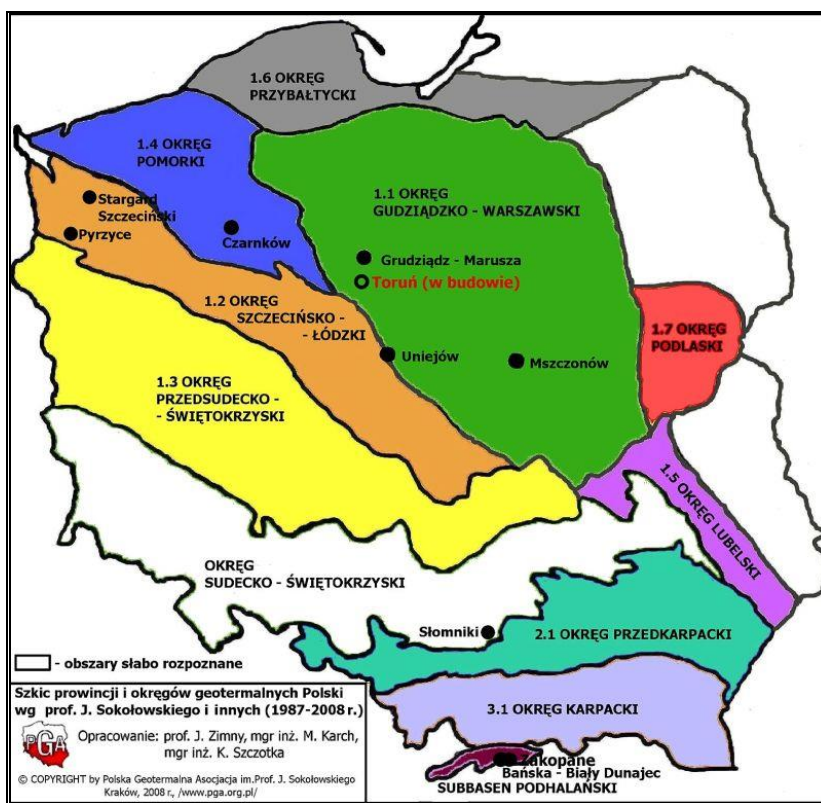 1.6 OKRĘG
PRZYBAŁTYCKI
1.4 OKRĘG
POMORKI
1.1 OKRĘG
GUDZIĄDZKO - WARSZAWSKI
Stargard
Szczeciński
Pyrzyce
Czarnków
Grudziądz - Marusza
Toruń (w budowie)
1.2 OKRĘG
SZCZECIŃSKO -
- ŁÓDZKI
1.7 OKRĘG
PODLASKI
Uniejów
Mszczonów
1.3 OKRĘG
PRZEDSUDECKO -
- ŚWIĘTOKRZYSKI
1.5 OKRĘG LUBELSKI
OKRĘG
SUDECKO - ŚWIĘTOKRZYSKI
Słomniki
2.1 OKRĘG PRZEDKARPACKI
- obszary słabo rozpoznane
3.1 OKRĘG KARPACKI
Zakopane
Bańska - Biały Dunajec
SUBBASEN PODHALAŃSKI
Szkic prowincji i okręgów geotermalnych Polski
wg prof. J. Sokołowskiego i innych (1987-2008 r.)
PGA
Opracowanie: prof. J. Zimny, mgr inż. M. Karch,
mgr inż. K. Szczotka
© COPYRIGHT by Polska Geotermalna Asocjacja im.Prof. J. Sokołowskiego
Kraków, 2008 r., /www.pga.org.pl/